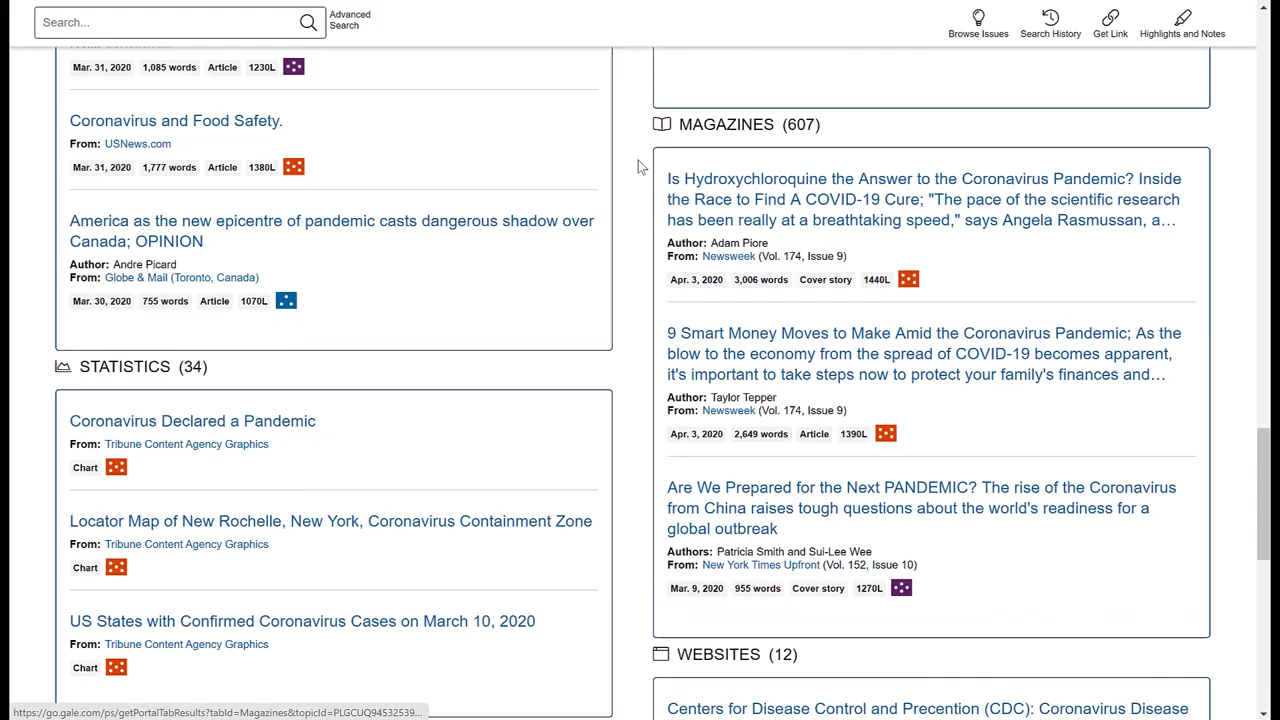 Search...
Advanced
Search
Browse Issues
Search History
Get Link
Highlights and Notes
Mar. 31, 2020 1,085 words Article 1230L
Coronavirus and Food Safety.
From: USNews.com
Mar. 31, 2020 1,777 words Article 1380L
America as the new epicentre of pandemic casts dangerous shadow over
Canada; OPINION
Author: Andre Picard
From: Globe & Mail (Toronto, Canada)
Mar. 30, 2020 755 words Article 1070L
STATISTICS (34)
Coronavirus Declared a Pandemic
From: Tribune Content Agency Graphics
Chart
Locator Map of New Rochelle, New York, Coronavirus Containment Zone
From: Tribune Content Agency Graphics
Chart
US States with Confirmed Coronavirus Cases on March 10, 2020
From: Tribune Content Agency Graphics
Chart
MAGAZINES (607)
Is Hydroxychloroquine the Answer to the Coronavirus Pandemic? Inside
the Race to Find A COVID-19 Cure; "The pace of the scientific research
has been really at a breathtaking speed," says Angela Rasmussan, a…
Author: Adam Piore
From: Newsweek (Vol. 174, Issue 9)
Apr. 3, 2020 3,006 words Cover story 1440L
9 Smart Money Moves to Make Amid the Coronavirus Pandemic; As the
blow to the economy from the spread of COVID-19 becomes apparent,
it's important to take steps now to protect your family's finances and…
Author: Taylor Tepper
From: Newsweek (Vol. 174, Issue 9)
Apr. 3, 2020 2,649 words Article 1390L
Are We Prepared for the Next PANDEMIC? The rise of the Coronavirus
from China raises tough questions about the world's readiness for a
global outbreak
Authors: Patricia Smith and Sui-Lee Wee
From: New York Times Upfront (Vol. 152, Issue 10)
Mar. 9, 2020 955 words Cover story 1270L
WEBSITES (12)
Centers for Disease Control and Precention (CDC): Coronavirus Disease
https://go.gale.com/ps/getPortalTabResults?tabId=Magazines&topicId=PLGCUQ94532539...